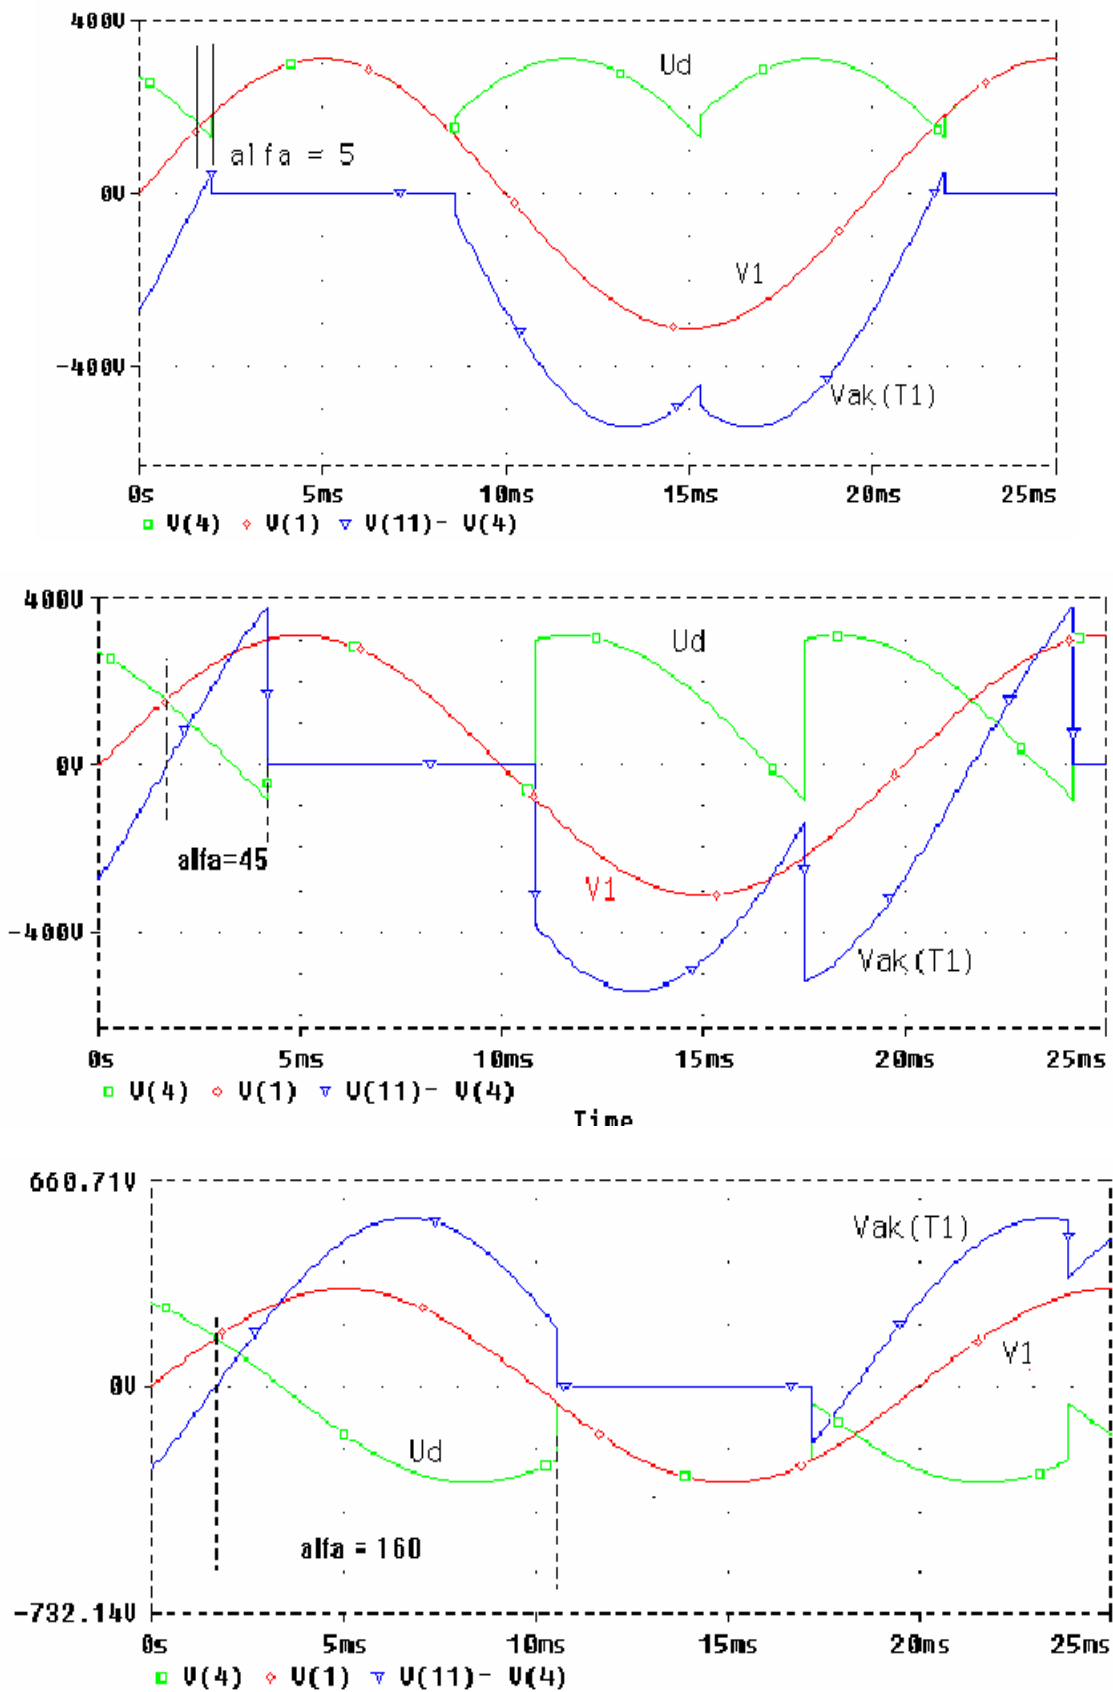 400V
Ud
alfa = 5
0V
V1
-400V
Vak(T1)
0s 5ms 10ms 15ms 20ms 25ms
V(4) V(1) V(11)- V(4)
400V
Ud
0V
alfa=45
V1
-400V
Vak(T1)
0s 5ms 10ms 15ms 20ms 25ms
V(4) V(1) V(11)- V(4)
Time
660.71V
Vak(T1)
V1
0V
Ud
alfa = 160
-732.14V
0s 5ms 10ms 15ms 20ms 25ms
V(4) V(1) V(11)- V(4)